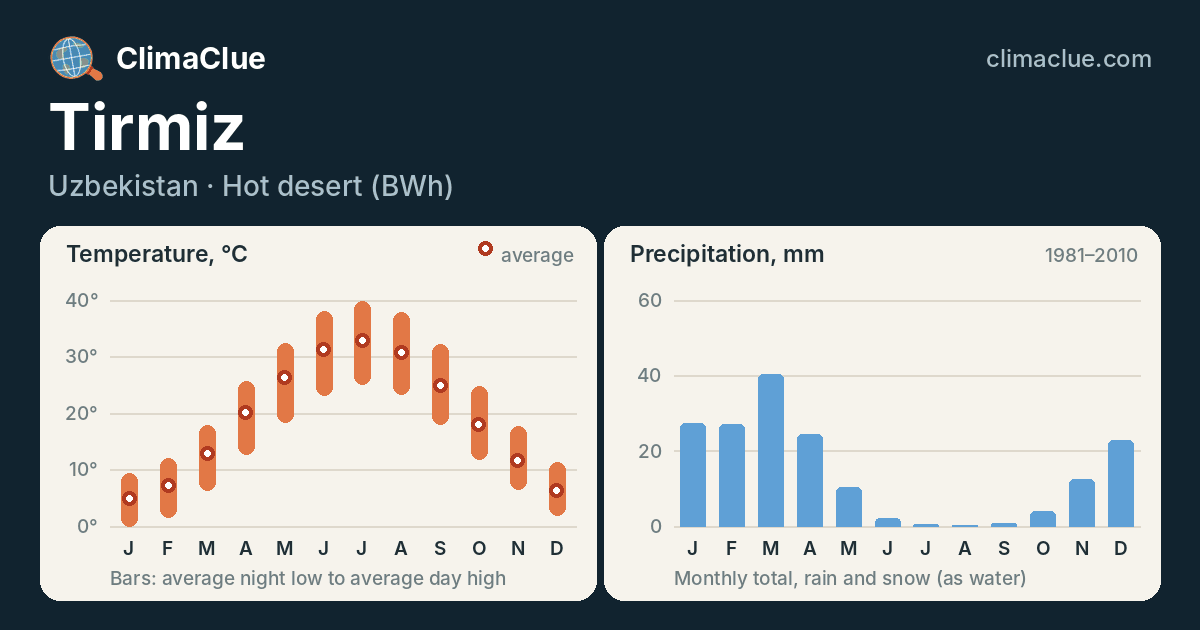 ClimaClue
climaclue.com
Tirmiz
Uzbekistan · Hot desert (BWh)
Temperature, °C
average
40°
30°
20°
10°
0°
J F M A M J J A S O N D
Bars: average night low to average day high
Precipitation, mm
1981–2010
60
40
20
0
J F M A M J J A S O N D
Monthly total, rain and snow (as water)